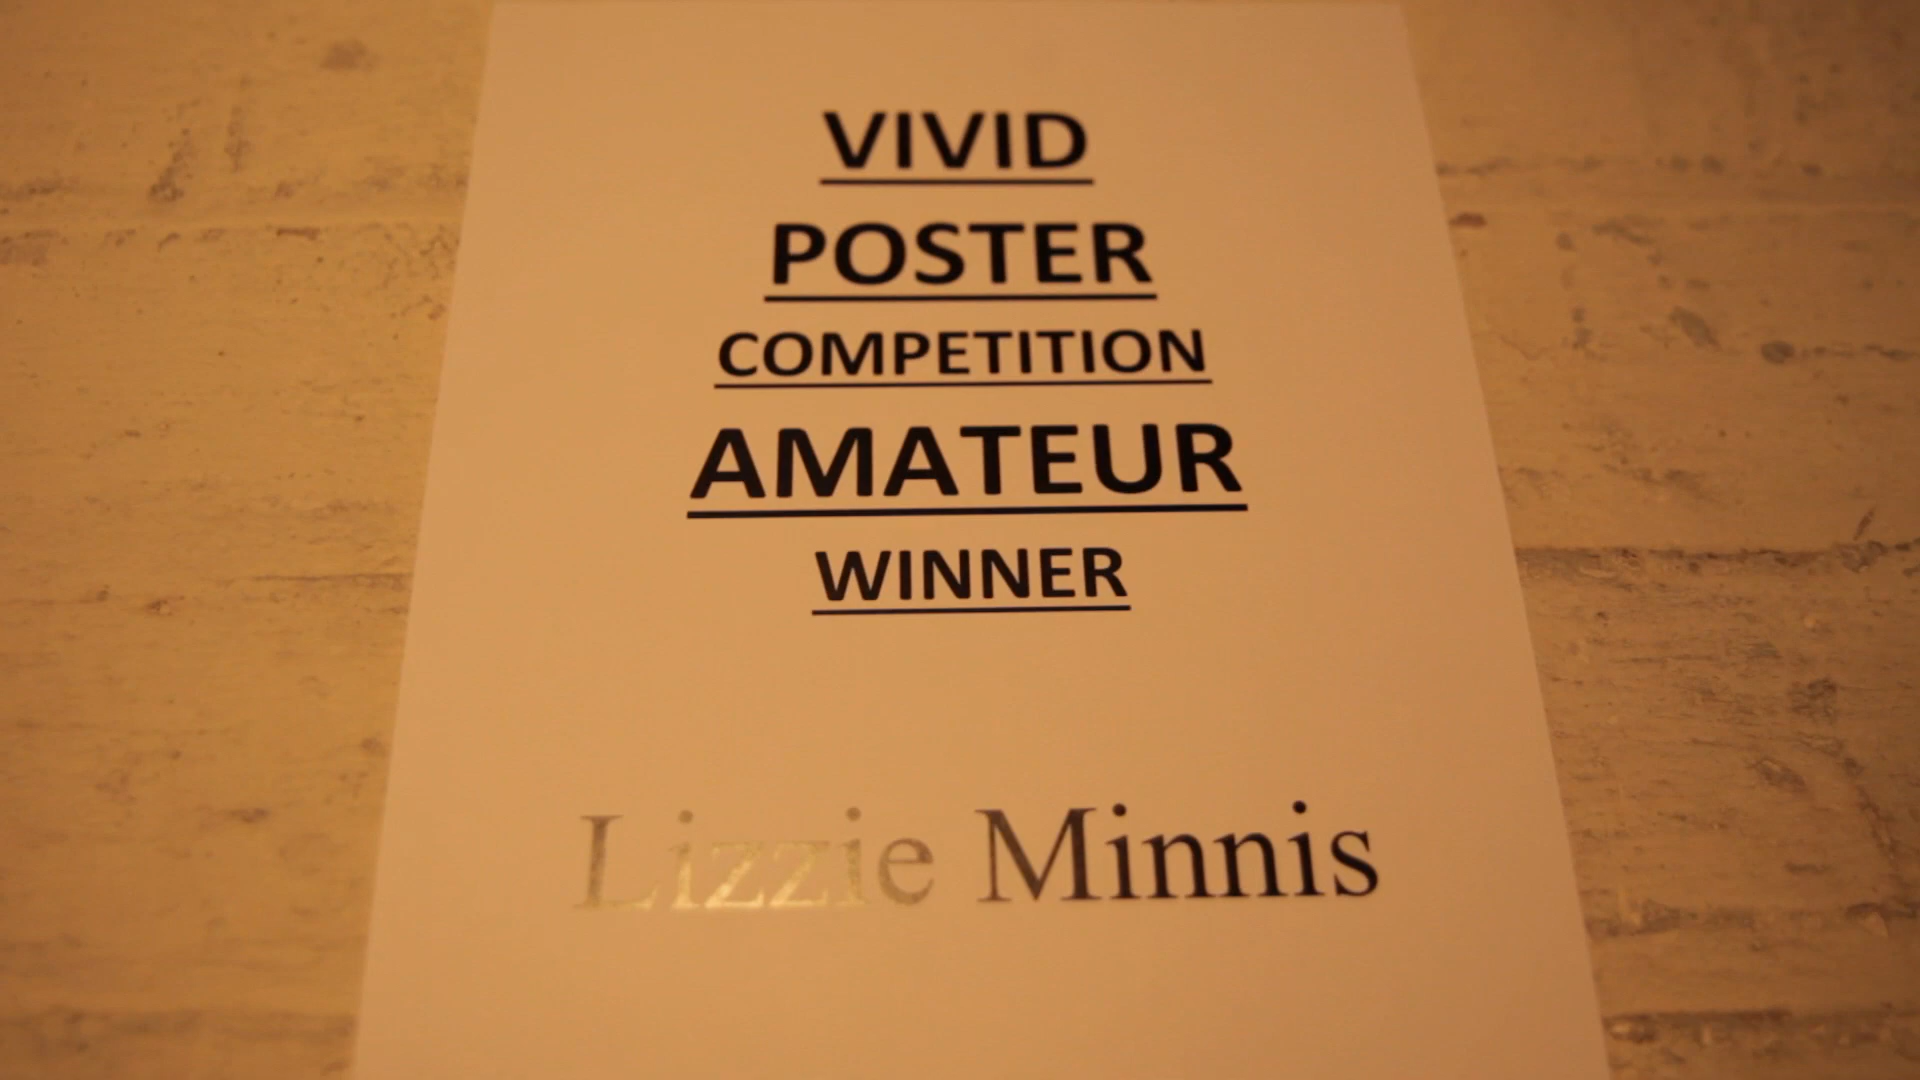 VIVID
POSTER
COMPETITION
AMATEUR
WINNER
Lizzie Minnis